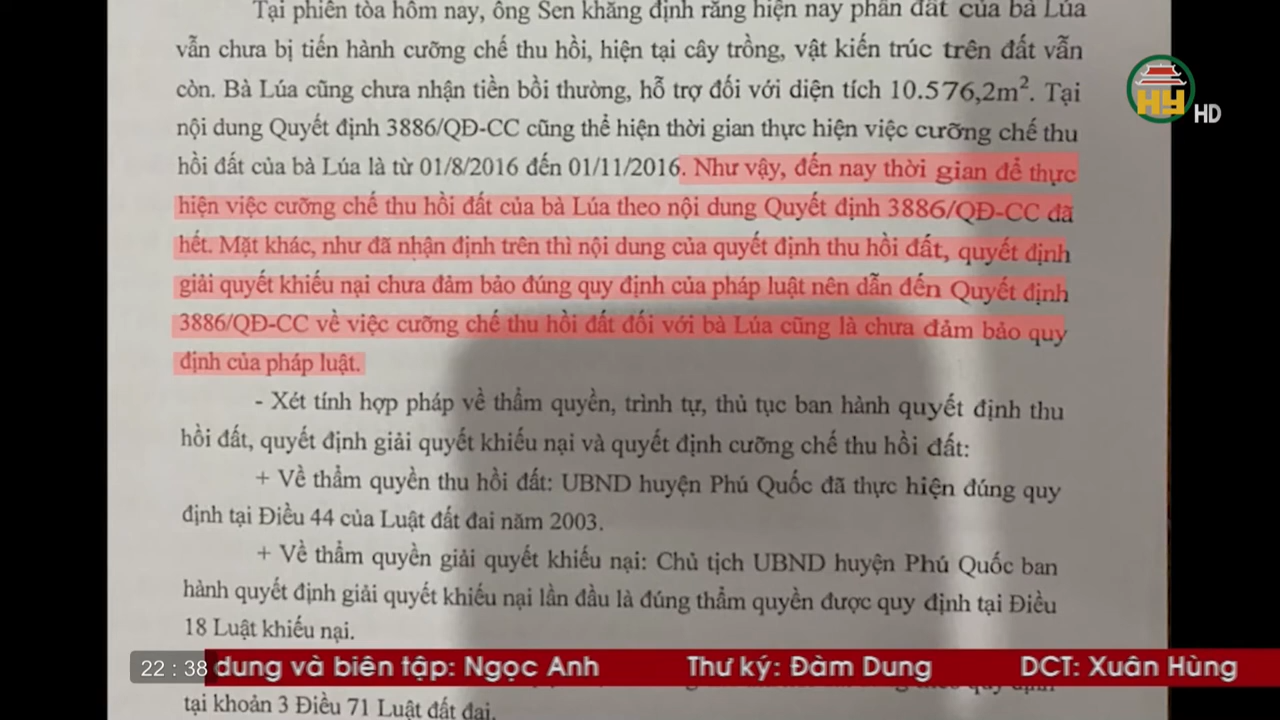 Tại phiên tòa hôm nay, ông Sen khẳng định rằng hiện nay phần đất của bà Lúa
vẫn chưa bị tiến hành cưỡng chế thu hồi, hiện tại cây trồng, vật kiến trúc trên đất vẫn
còn. Bà Lúa cũng chưa nhận tiền bồi thường, hỗ trợ đối với diện tích 10.576,2m². Tại
nội dung Quyết định 3886/QĐ-CC cũng thể hiện thời gian thực hiện việc cưỡng chế thu
hồi đất của bà Lúa là từ 01/8/2016 đến 01/11/2016. Như vậy, đến nay thời gian để thực
hiện việc cưỡng chế thu hồi đất của bà Lúa theo nội dung Quyết định 3886/QĐ-CC đã
hết. Mặt khác, như đã nhận định trên thì nội dung của quyết định thu hồi đất, quyết định
giải quyết khiếu nại chưa đảm bảo đúng quy định của pháp luật nên dẫn đến Quyết định
3886/QĐ-CC về việc cưỡng chế thu hồi đất đối với bà Lúa cũng là chưa đảm bảo quy
định của pháp luật.
- Xét tính hợp pháp về thẩm quyền, trình tự, thủ tục ban hành quyết định thu
hồi đất, quyết định giải quyết khiếu nại và quyết định cưỡng chế thu hồi đất:
+ Về thẩm quyền thu hồi đất: UBND huyện Phú Quốc đã thực hiện đúng quy
định tại Điều 44 của Luật đất đai năm 2003.
+ Về thẩm quyền giải quyết khiếu nại: Chủ tịch UBND huyện Phú Quốc ban
hành quyết định giải quyết khiếu nại lần đầu là đúng thẩm quyền được quy định tại Điều
18 Luật khiếu nại.
tại khoản 3 Điều 71 Luật đất đai.
HY HD
22 : 38 dung và biên tập: Ngọc Anh Thư ký: Đàm Dung DCT: Xuân Hùng